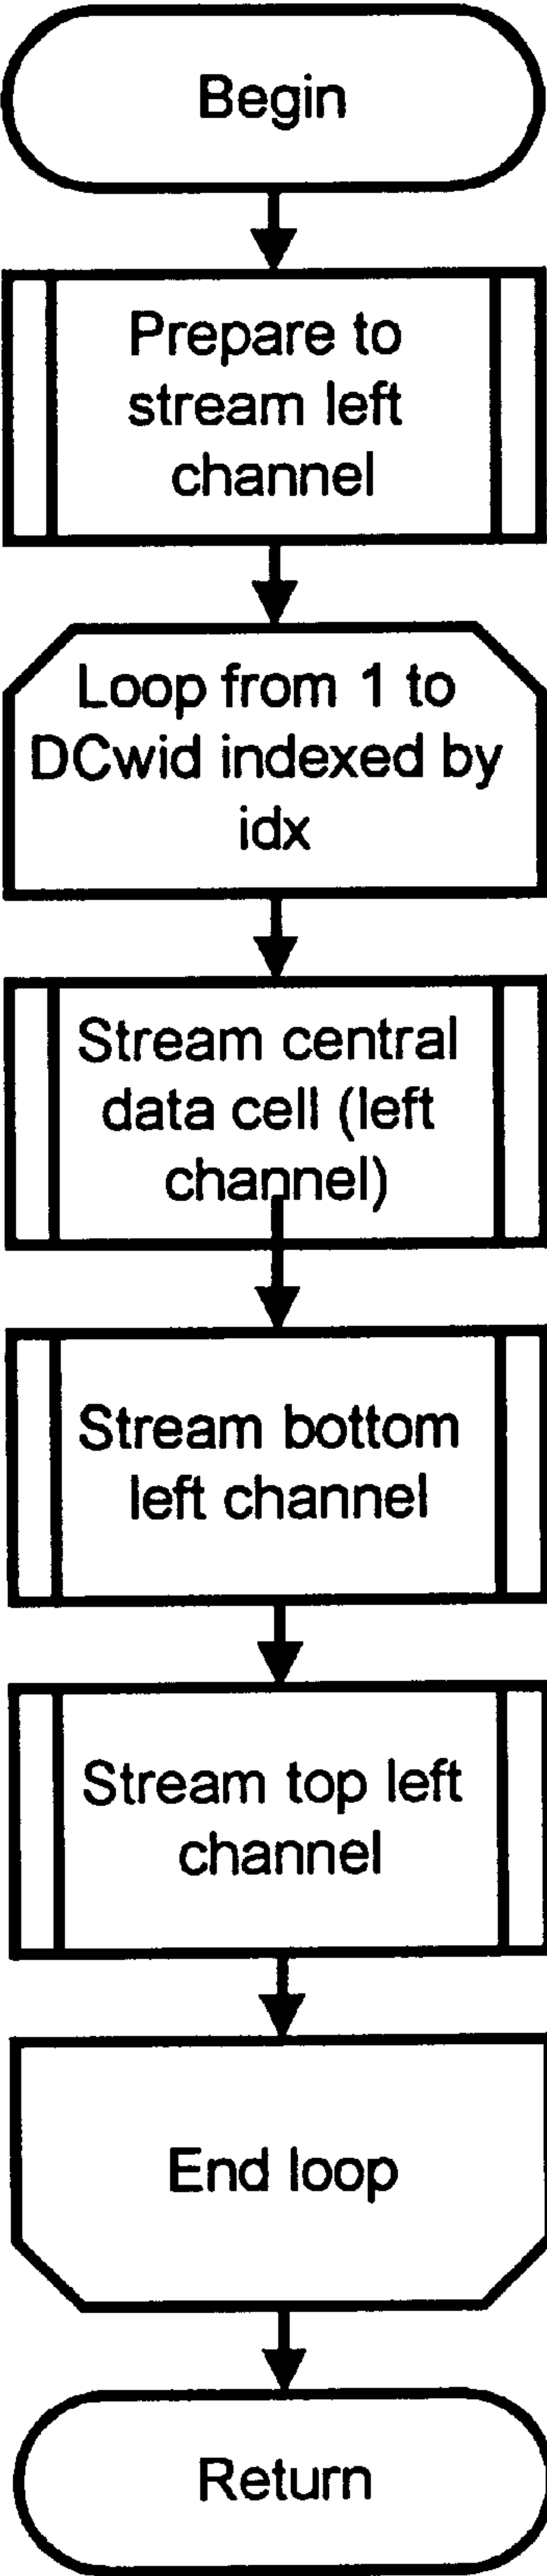 Begin
Prepare to
stream left
channel
Loop from 1 to
DCwid indexed by
idx
Stream central
data cell (left
channel)
Stream bottom
left channel
Stream top left
channel
End loop
Return